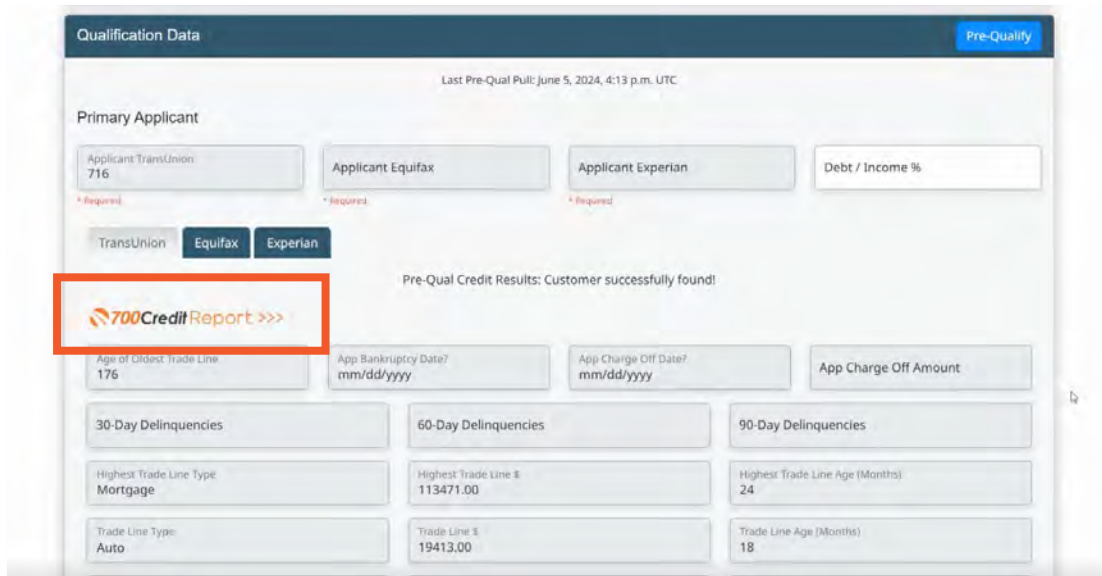 Qualification Data Pre-Qualify
Last Pre-Qual Pull: June 5, 2024, 4:13 p.m. UTC
Primary Applicant
Applicant TransUnion
716
Applicant Equifax
Applicant Experian
Debt / Income %
* Required * Required * Required
TransUnion Equifax Experian
Pre-Qual Credit Results: Customer successfully found!
700CreditReport >>>
Age of Oldest Trade Line
176
App Bankruptcy Date?
mm/dd/yyyy
App Charge Off Date?
mm/dd/yyyy
App Charge Off Amount
30-Day Delinquencies 60-Day Delinquencies 90-Day Delinquencies
Highest Trade Line Type
Mortgage
Highest Trade Line $
113471.00
Highest Trade Line Age (Months)
24
Trade Line Type
Auto
Trade Line $
19413.00
Trade Line Age (Months)
18